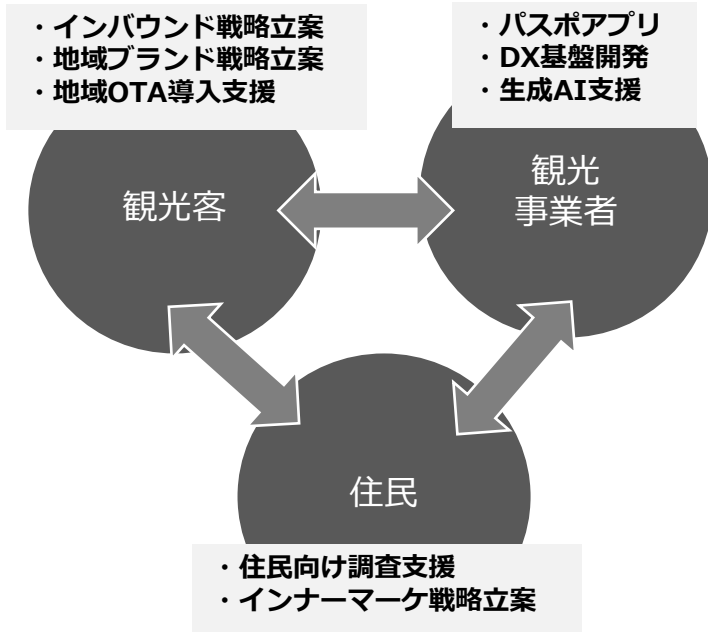 ・インバウンド戦略立案
・地域ブランド戦略立案
・地域OTA導入支援
・パスポアプリ
・DX基盤開発
・生成AI支援
観光客
観光
事業者
住民
・住民向け調査支援
・インナーマーケ戦略立案